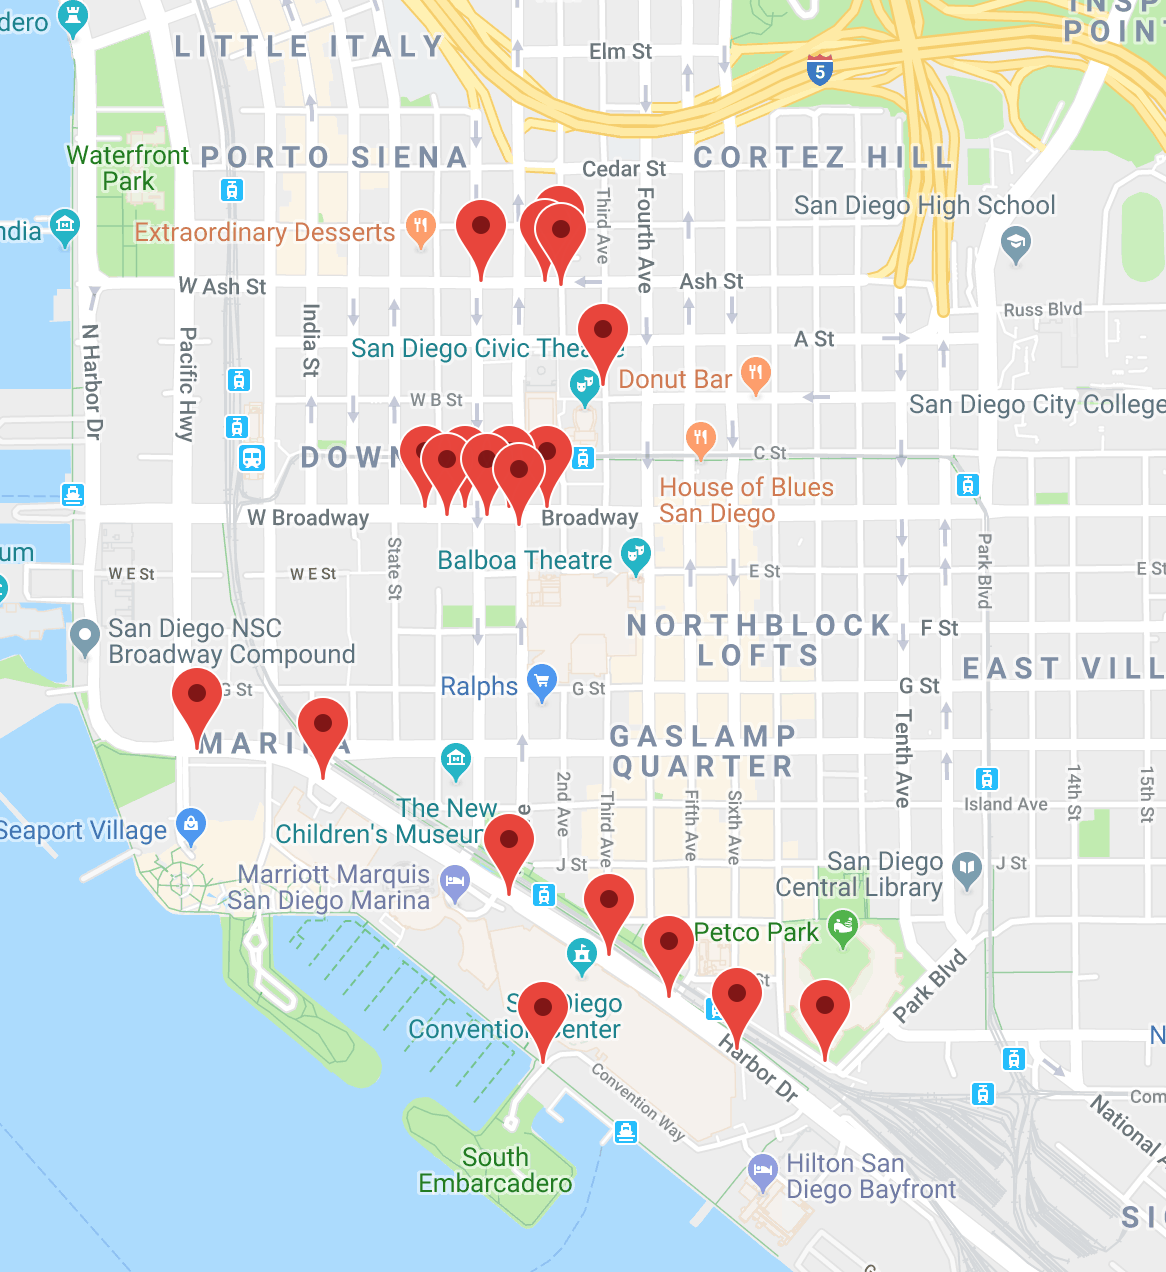 dero
LITTLE ITALY
Elm St
INSP
POIN
5
Waterfront
Park
PORTO SIENA
Cedar St
CORTEZ HILL
Third Ave
Fourth Ave
San Diego High School
ndia
Extraordinary Desserts
W Ash St
Ash St
Russ Blvd
N Harbor Dr
Pacific Hwy
India St
San Diego Civic Thea
e
A St
Donut Bar
W B St
San Diego City College
DOWN
C St
House of Blues
San Diego
W Broadway
Broadway
um
Balboa Theatre
State St
Park Blvd
W E St
W E St
E St
E St
San Diego NSC
Broadway Compound
NORTHBLOCK
LOFTS
F St
EAST VILL
Ralphs
G St
G St
G St
MARINA
GASLAMP
QUARTER
Tenth Ave
2nd Ave
Third Ave
Fifth Ave
Sixth Ave
14th St
15th St
The New
Children's Museum
e
Island Ave
Seaport Village
J St
J St
Marriott Marquis
San Diego Marina
San Diego
Central Library
Petco Park
St
Park Blvd
San Diego
Convention Center
Harbor Dr
N
Convention Way
Com
National A
South
Embarcadero
Hilton San
Diego Bayfront
SI